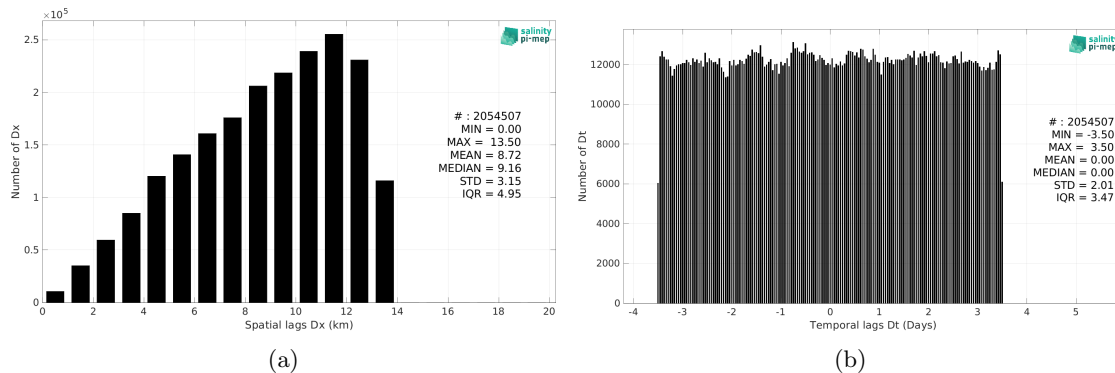 ×10⁵
2.5
2
1.5
1
0.5
0
Number of Dx
0 2 4 6 8 10 12 14 16 18 20
Spatial lags Dx (km)
salinity
pi-mep
# : 2054507
MIN = 0.00
MAX = 13.50
MEAN = 8.72
MEDIAN = 9.16
STD = 3.15
IQR = 4.95
(a)
12000
10000
8000
6000
4000
2000
0
Number of Dt
-4 -3 -2 -1 0 1 2 3 4 5
Temporal lags Dt (Days)
salinity
pi-mep
# : 2054507
MIN = -3.50
MAX = 3.50
MEAN = 0.00
MEDIAN = 0.00
STD = 2.01
IQR = 3.47
(b)